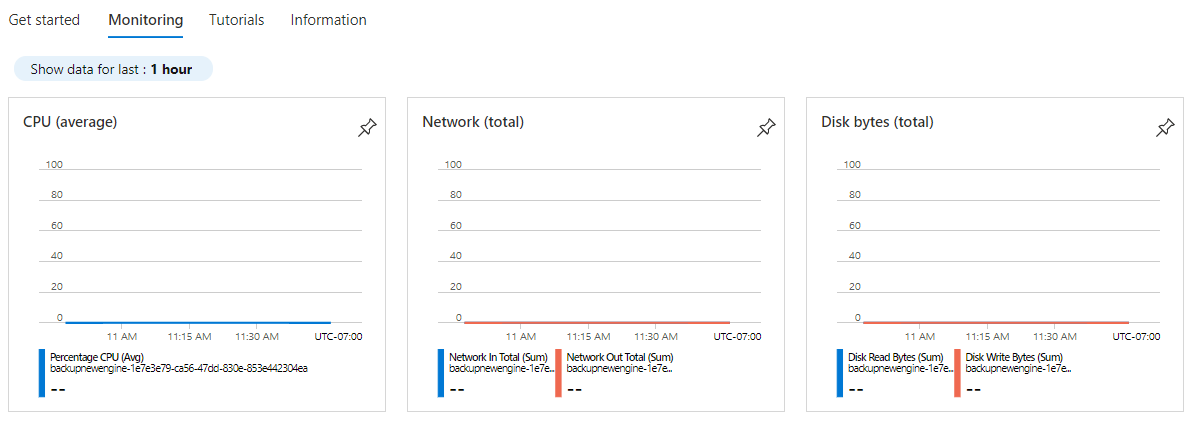 Get started Monitoring Tutorials Information
Show data for last : 1 hour
CPU (average)
100
80
60
40
20
0
11 AM 11:15 AM 11:30 AM UTC-07:00
Percentage CPU (Avg)
backupnewengine-1e7e3e79-ca56-47dd-830e-853e442304ea
--
Network (total)
100
80
60
40
20
0
11 AM 11:15 AM 11:30 AM UTC-07:00
Network In Total (Sum)
backupnewengine-1e7e...
--
Network Out Total (Sum)
backupnewengine-1e7e...
--
Disk bytes (total)
100
80
60
40
20
0
11 AM 11:15 AM 11:30 AM UTC-07:00
Disk Read Bytes (Sum)
backupnewengine-1e7e...
--
Disk Write Bytes (Sum)
backupnewengine-1e7e...
--